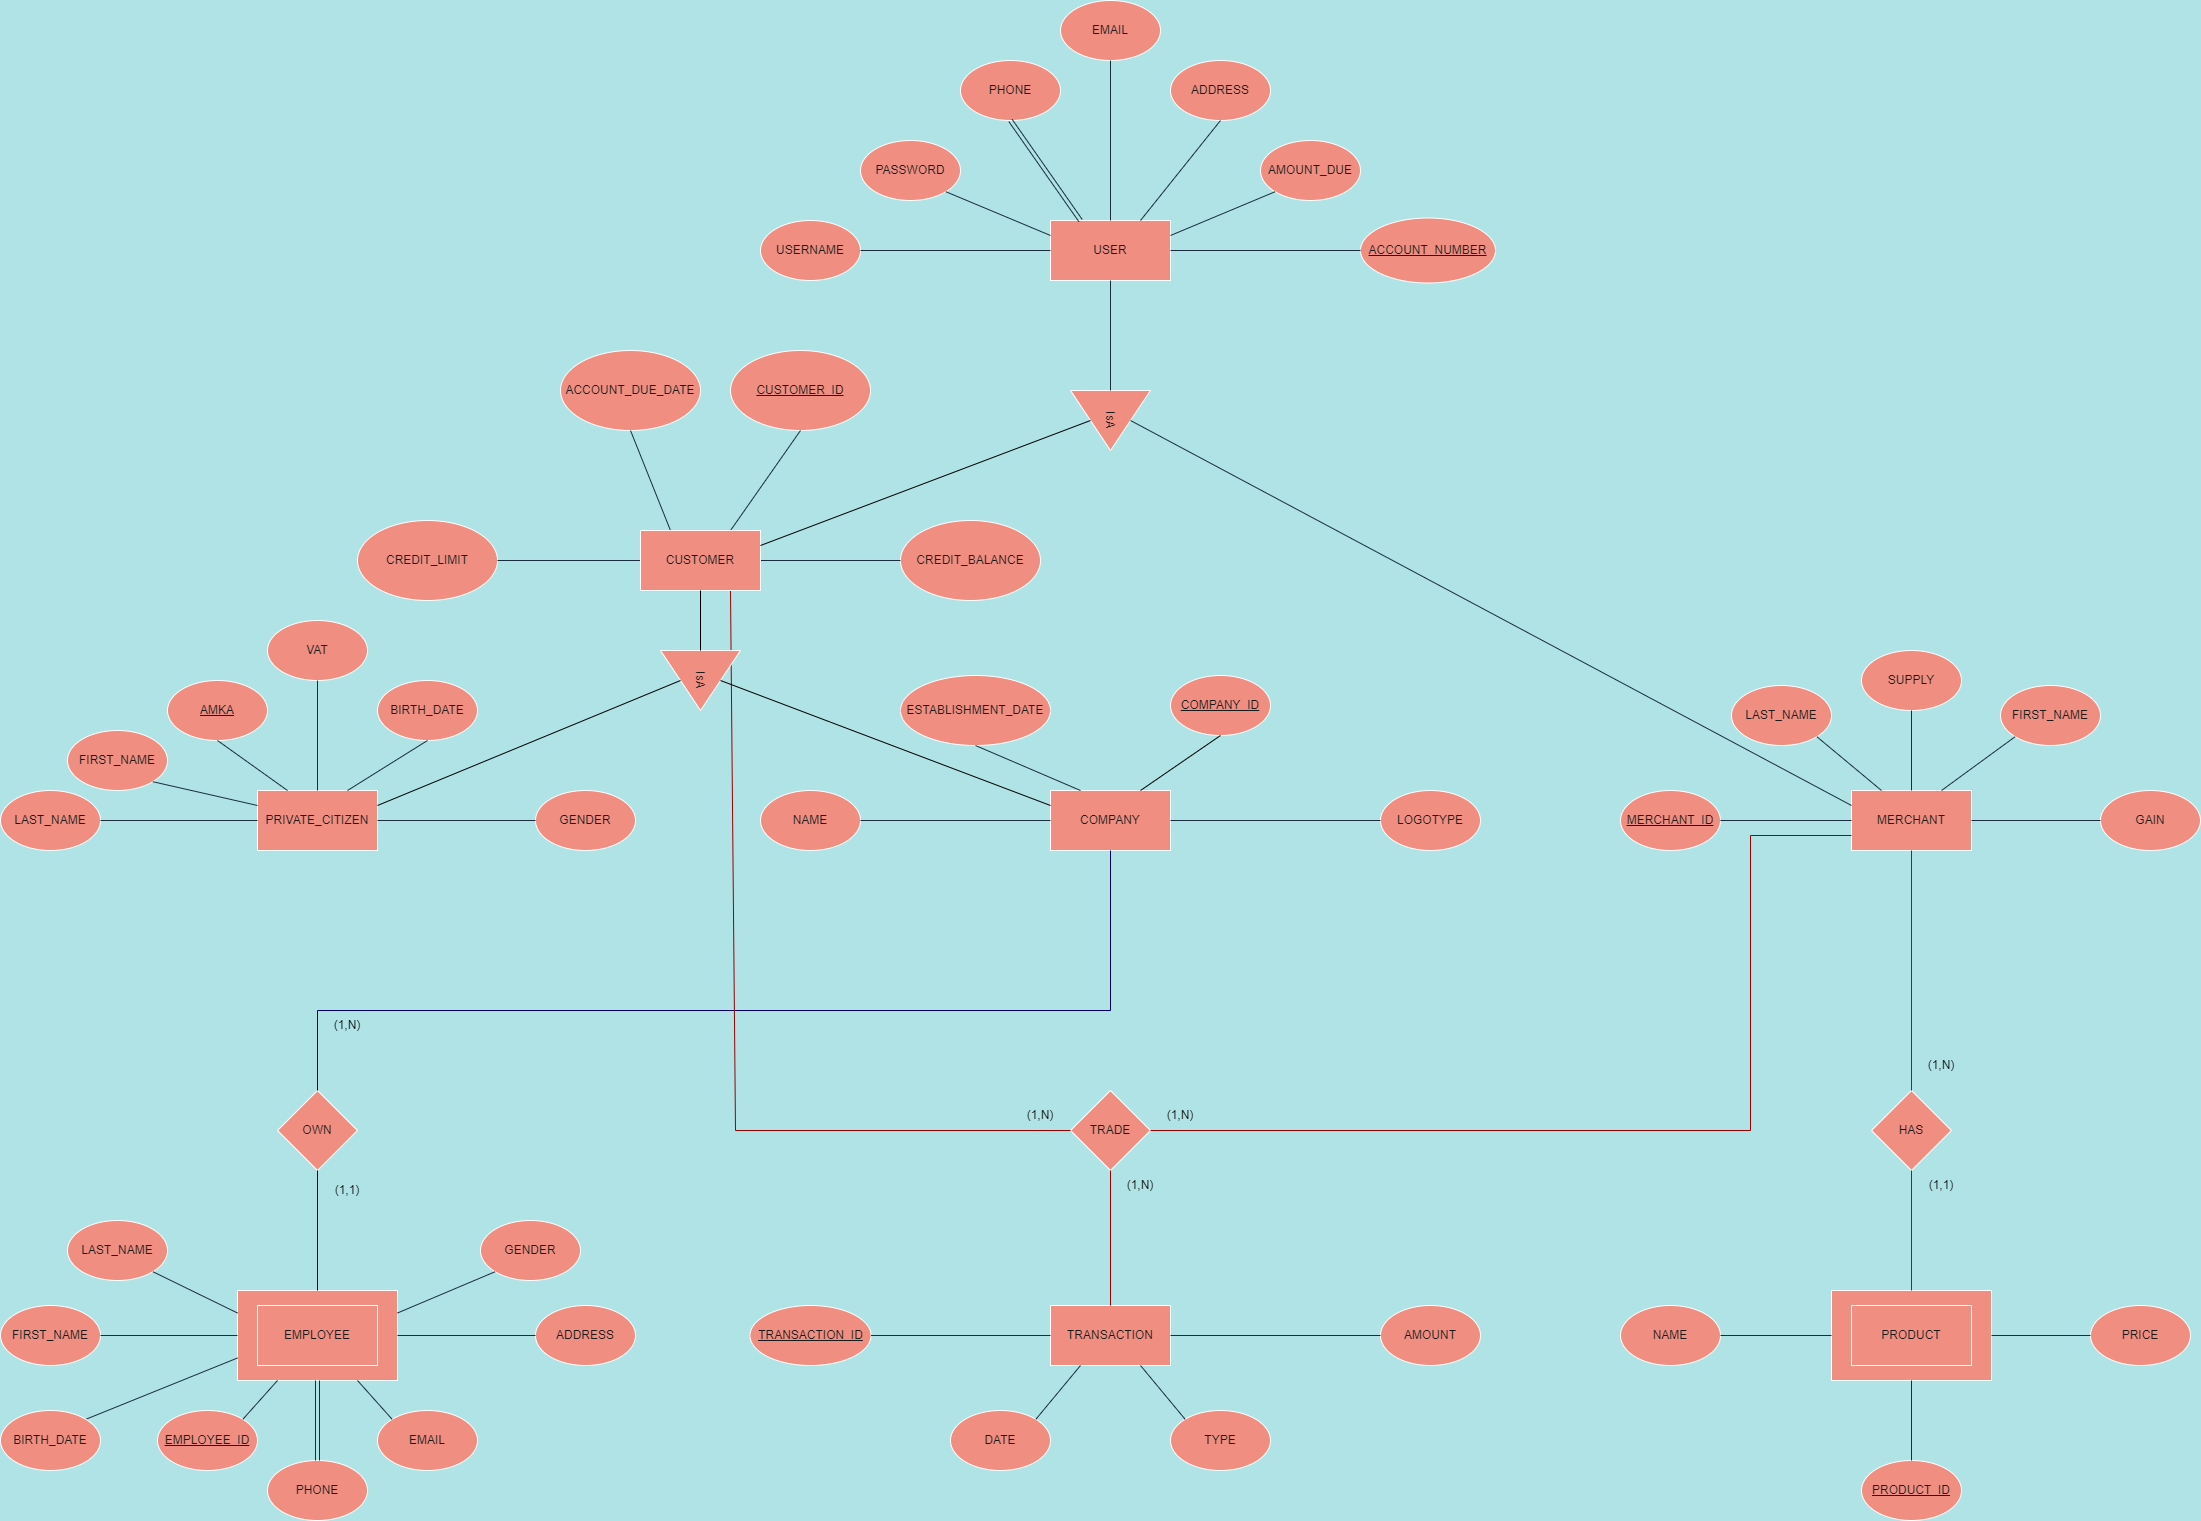 EMAIL
PHONE
ADDRESS
PASSWORD
AMOUNT_DUE
USERNAME
USER
ACCOUNT_NUMBER
ACCOUNT_DUE_DATE
CUSTOMER_ID
IsA
CREDIT_LIMIT
CUSTOMER
CREDIT_BALANCE
VAT
IsA
SUPPLY
AMKA
BIRTH_DATE
ESTABLISHMENT_DATE
COMPANY_ID
LAST_NAME
FIRST_NAME
FIRST_NAME
LAST_NAME
PRIVATE_CITIZEN
GENDER
NAME
COMPANY
LOGOTYPE
MERCHANT_ID
MERCHANT
GAIN
(1,N)
(1,N)
(1,N)
(1,N)
OWN
TRADE
HAS
(1,1)
(1,N)
(1,1)
LAST_NAME
GENDER
FIRST_NAME
EMPLOYEE
ADDRESS
TRANSACTION_ID
TRANSACTION
AMOUNT
NAME
PRODUCT
PRICE
BIRTH_DATE
EMPLOYEE_ID
EMAIL
DATE
TYPE
PHONE
PRODUCT_ID